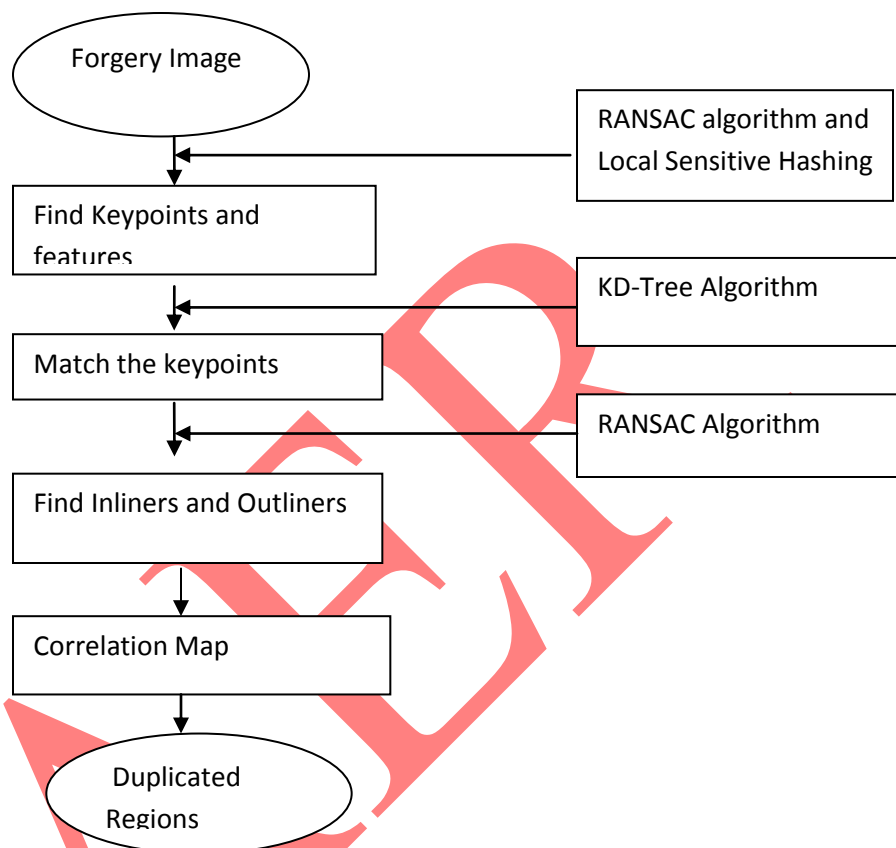 Forgery Image
RANSAC algorithm and
Local Sensitive Hashing
Find Keypoints and
features
KD-Tree Algorithm
Match the keypoints
RANSAC Algorithm
Find Inliners and Outliners
Correlation Map
Duplicated
Regions